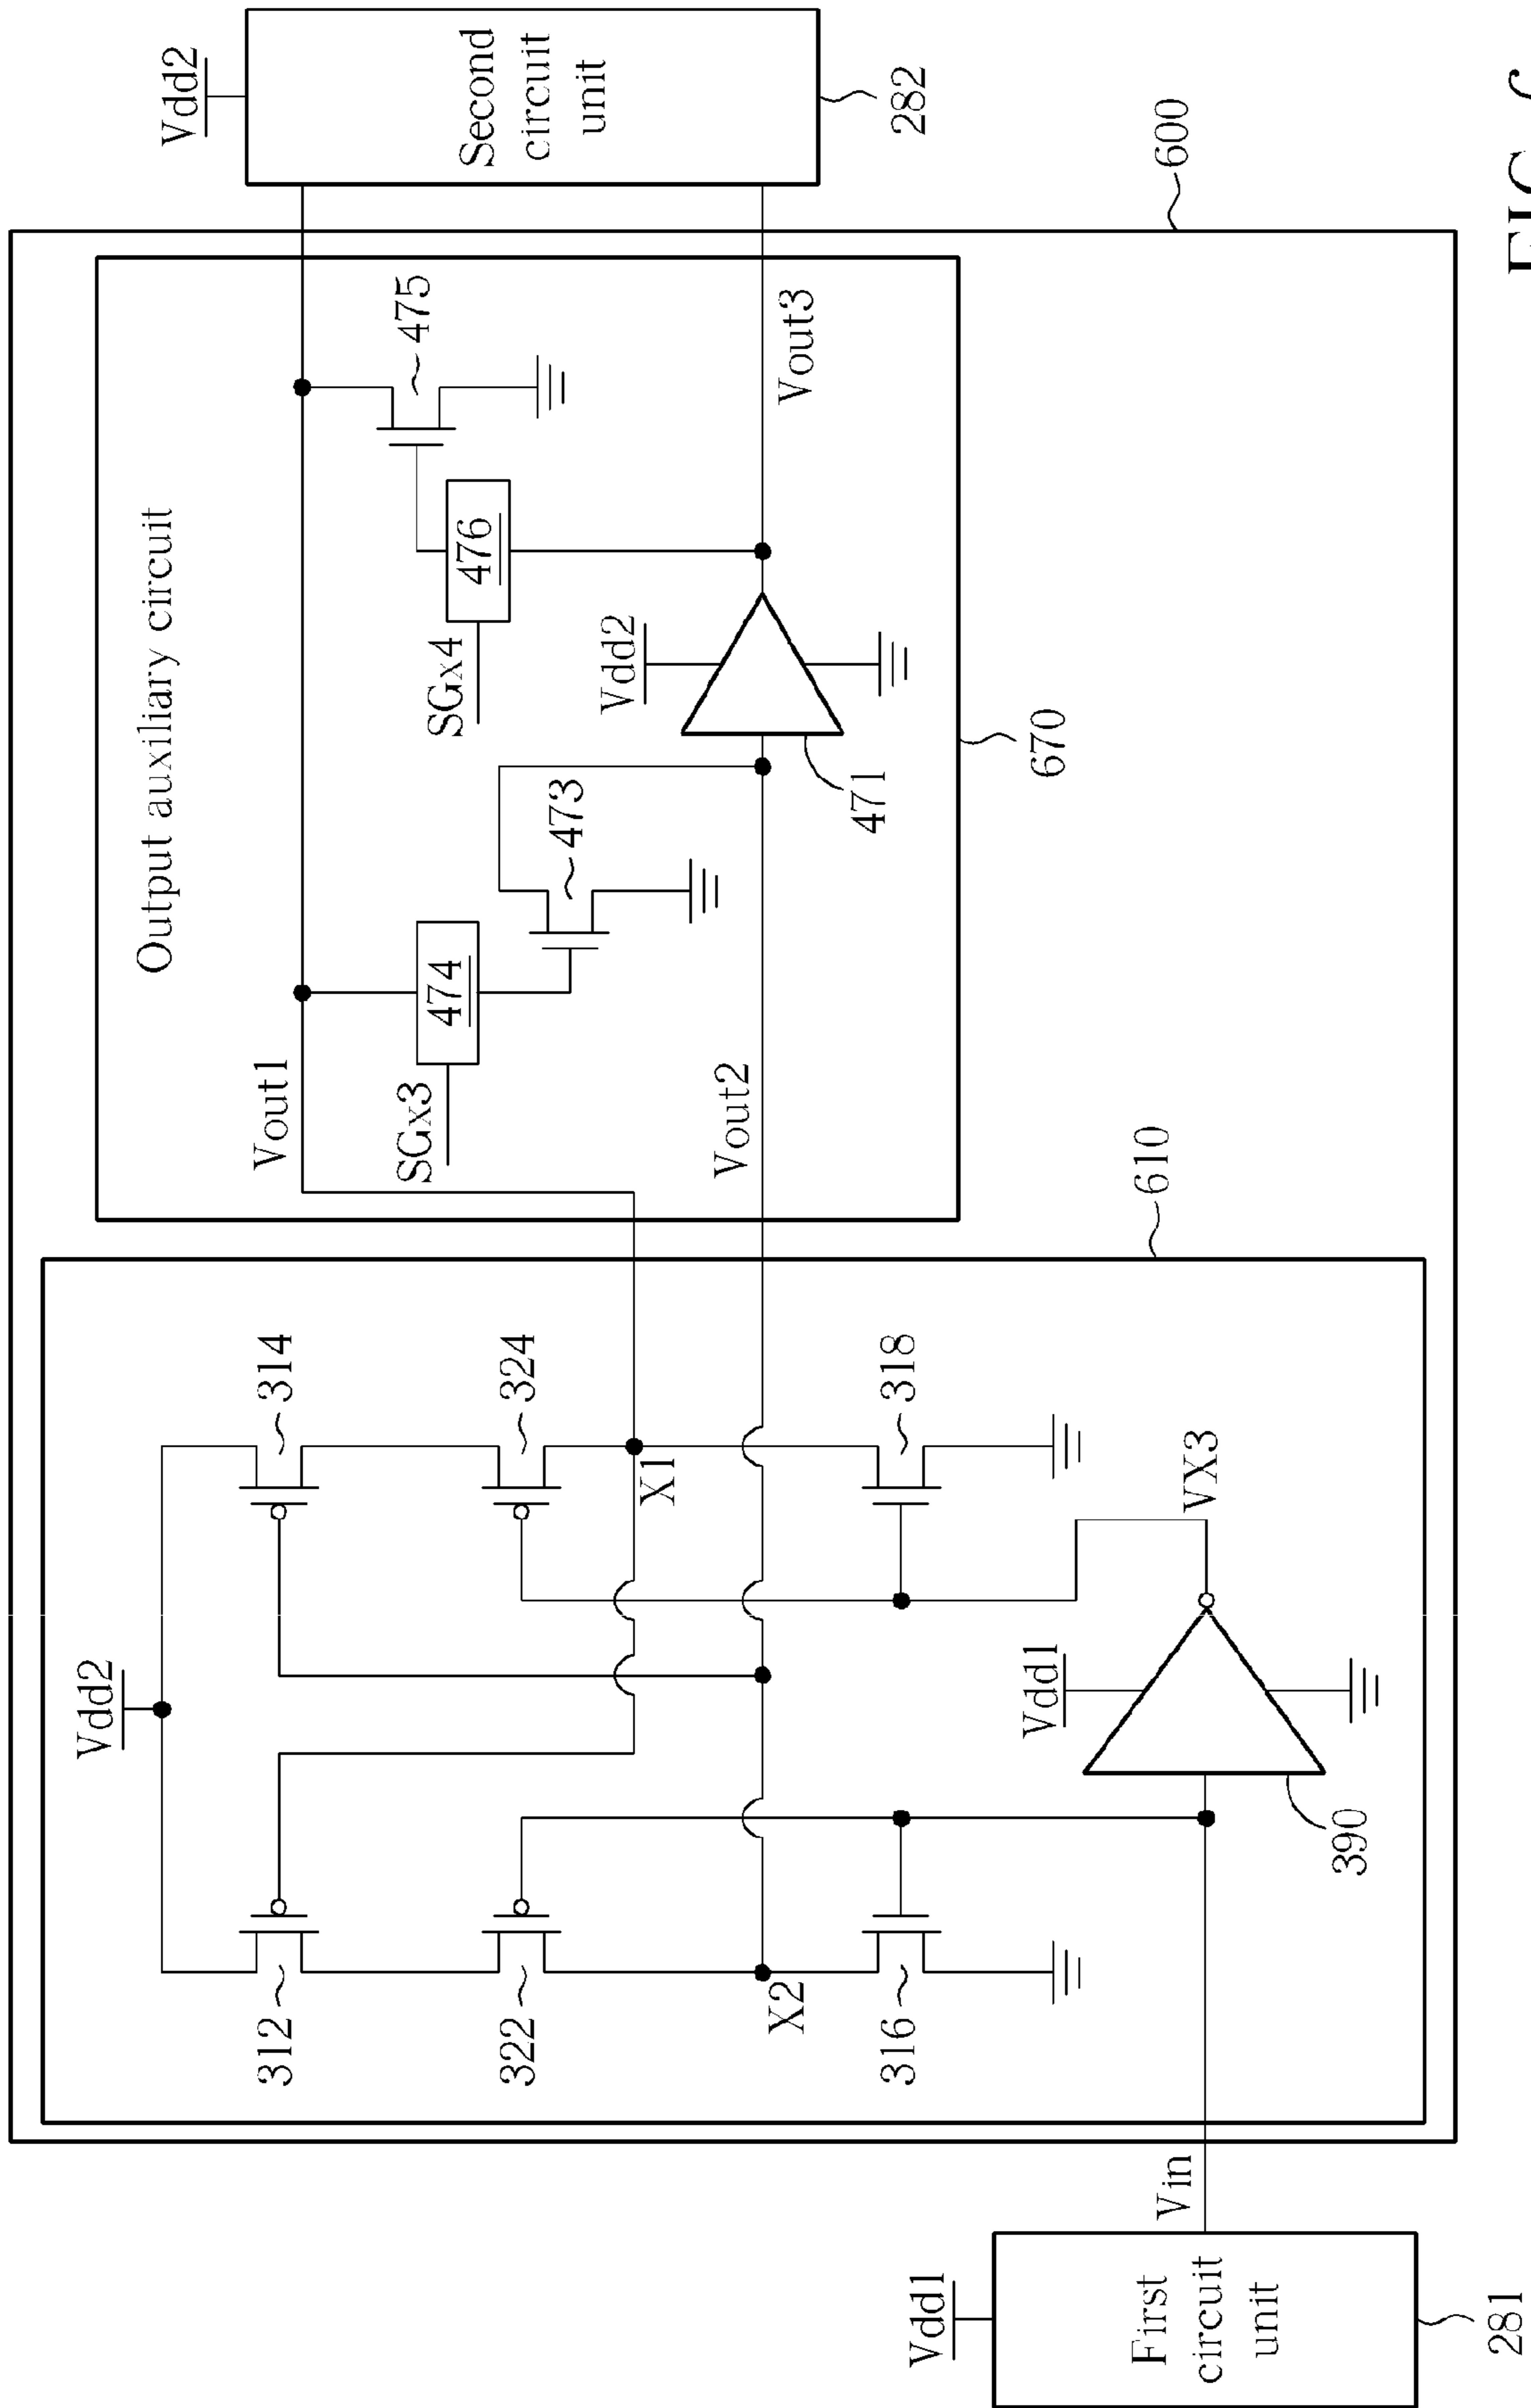 Vdd2
Second
circuit
unit
282
600
Output auxiliary circuit
475
476
SGx4
Vdd2
Vout3
471
473
474
SGx3
Vout1
Vout2
670
610
Vdd2
314
324
318
X1
312
322
316
X2
Vdd1
VX3
390
Vin
Vdd1
First
circuit
unit
281